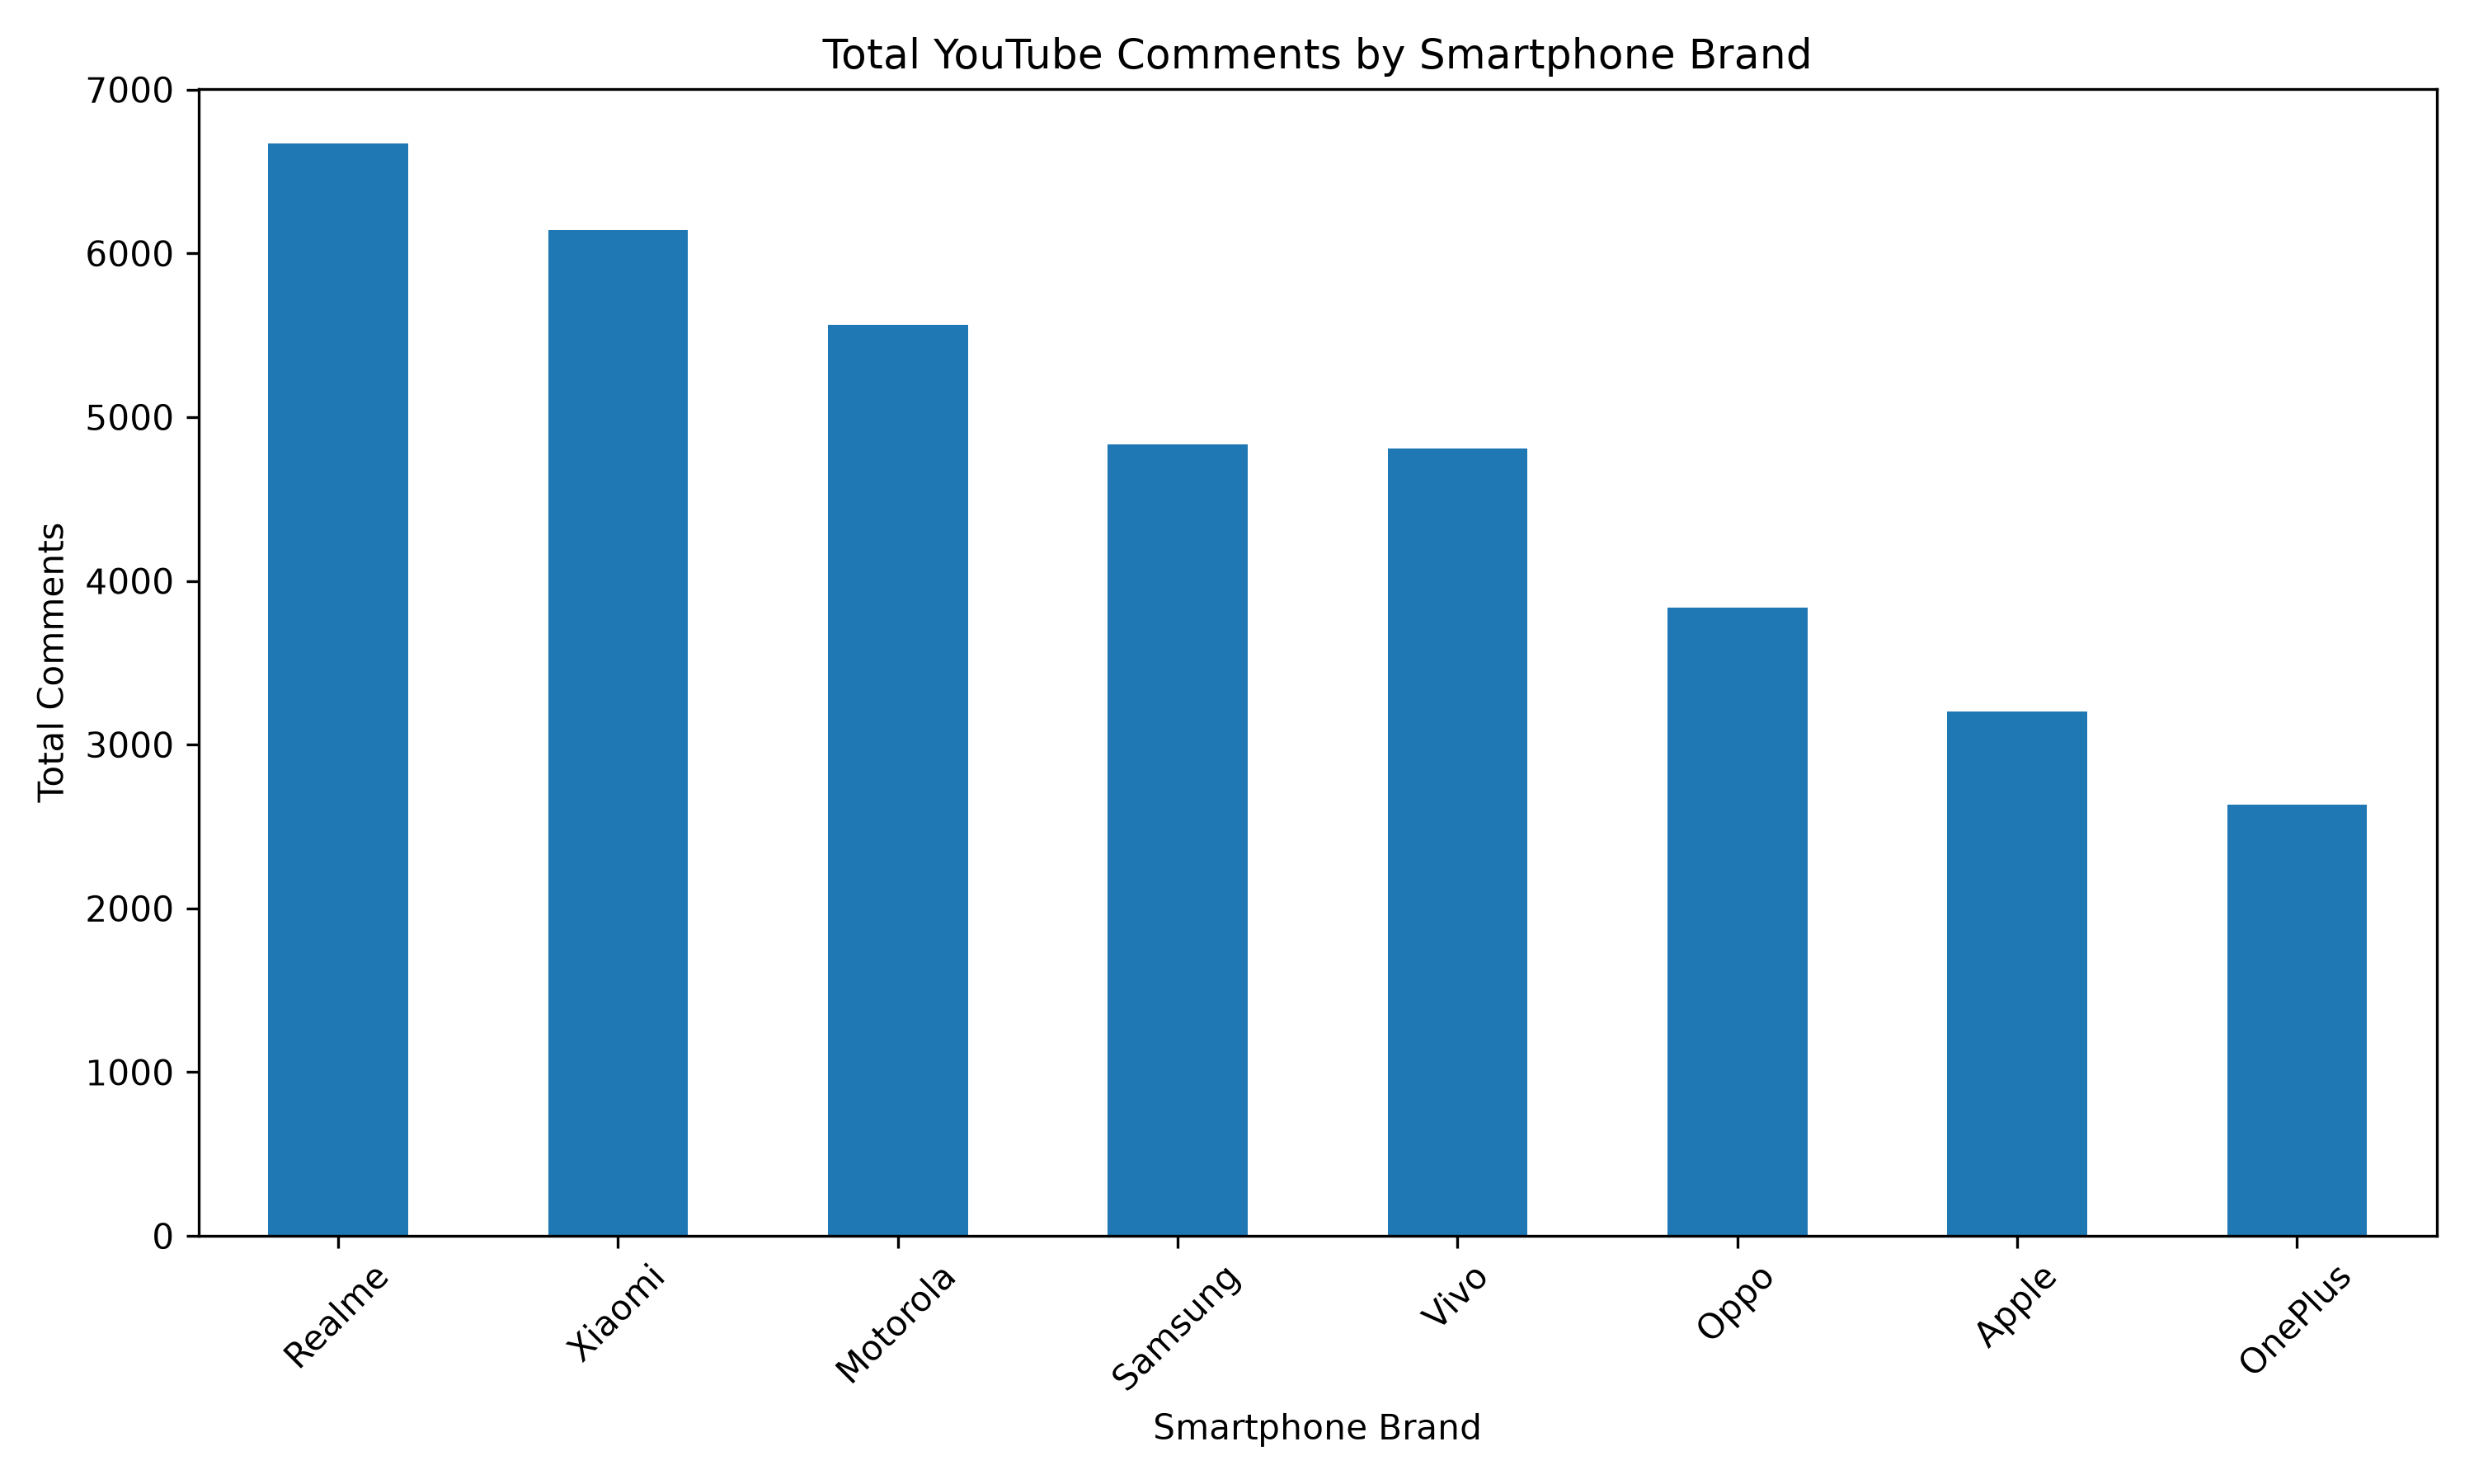 Total YouTube Comments by Smartphone Brand
7000
6000
5000
4000
3000
2000
1000
0
Total Comments
Realme
Xiaomi
Motorola
Samsung
Vivo
Oppo
Apple
OnePlus
Smartphone Brand